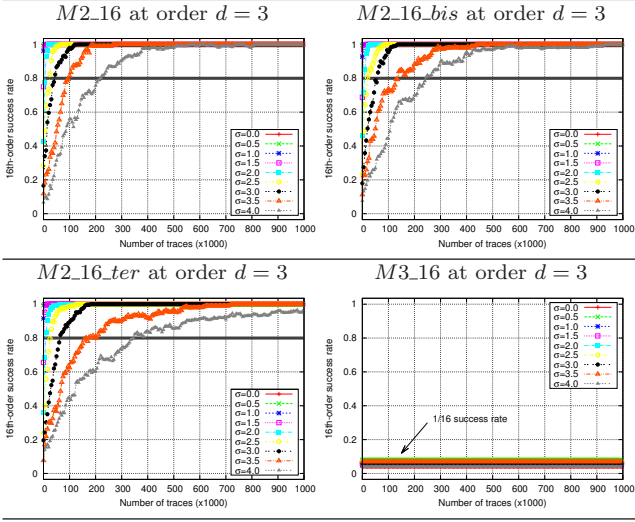 M2_16 at order d = 3
M2_16_bis at order d = 3
16th-order success rate
1
0.8
0.6
0.4
0.2
0
σ=0.0
σ=0.5
σ=1.0
σ=1.5
σ=2.0
σ=2.5
σ=3.0
σ=3.5
σ=4.0
0 100 200 300 400 500 600 700 800 900 1000
Number of traces (x1000)
16th-order success rate
1
0.8
0.6
0.4
0.2
0
σ=0.0
σ=0.5
σ=1.0
σ=1.5
σ=2.0
σ=2.5
σ=3.0
σ=3.5
σ=4.0
0 100 200 300 400 500 600 700 800 900 1000
Number of traces (x1000)
M2_16_ter at order d = 3
M3_16 at order d = 3
16th-order success rate
1
0.8
0.6
0.4
0.2
0
σ=0.0
σ=0.5
σ=1.0
σ=1.5
σ=2.0
σ=2.5
σ=3.0
σ=3.5
σ=4.0
0 100 200 300 400 500 600 700 800 900 1000
Number of traces (x1000)
16th-order success rate
1
0.8
0.6
0.4
0.2
0
σ=0.0
σ=0.5
σ=1.0
σ=1.5
σ=2.0
σ=2.5
σ=3.0
σ=3.5
σ=4.0
1/16 success rate
0 100 200 300 400 500 600 700 800 900 1000
Number of traces (x1000)